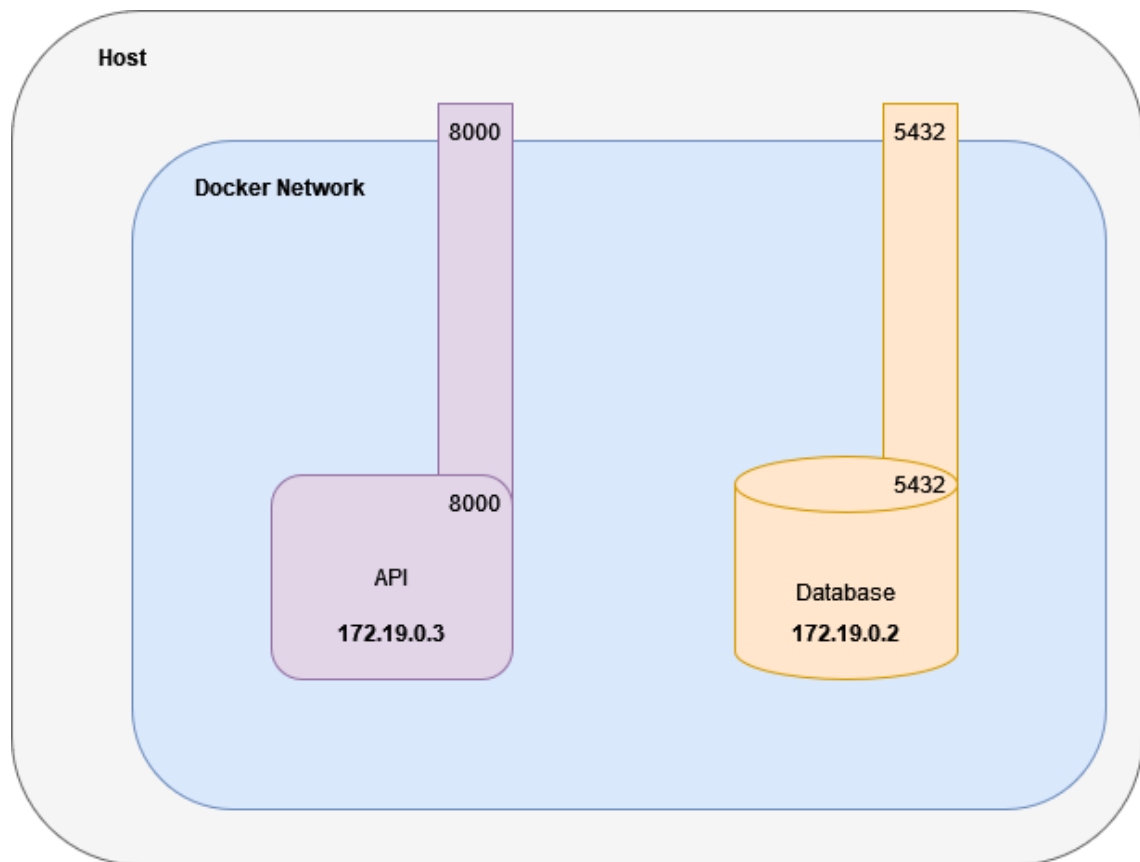 Host
8000
5432
Docker Network
8000
5432
API
172.19.0.3
Database
172.19.0.2